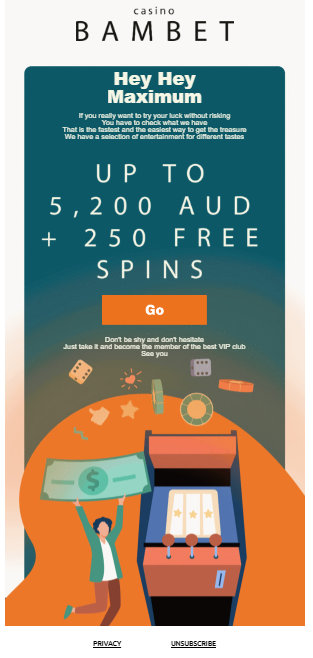 casino
BAMBET
Hey Hey
Maximum
If you really want to try your luck without risking
You have to check what we have
That is the fastest and the easiest way to get the treasure
We have a selection of entertainment for different tastes
UP TO
5,200 AUD
+ 250 FREE
SPINS
Go
Don't be shy and don't hesitate
Just take it and become the member of the best VIP club
See you
$
PRIVACY UNSUBSCRIBE